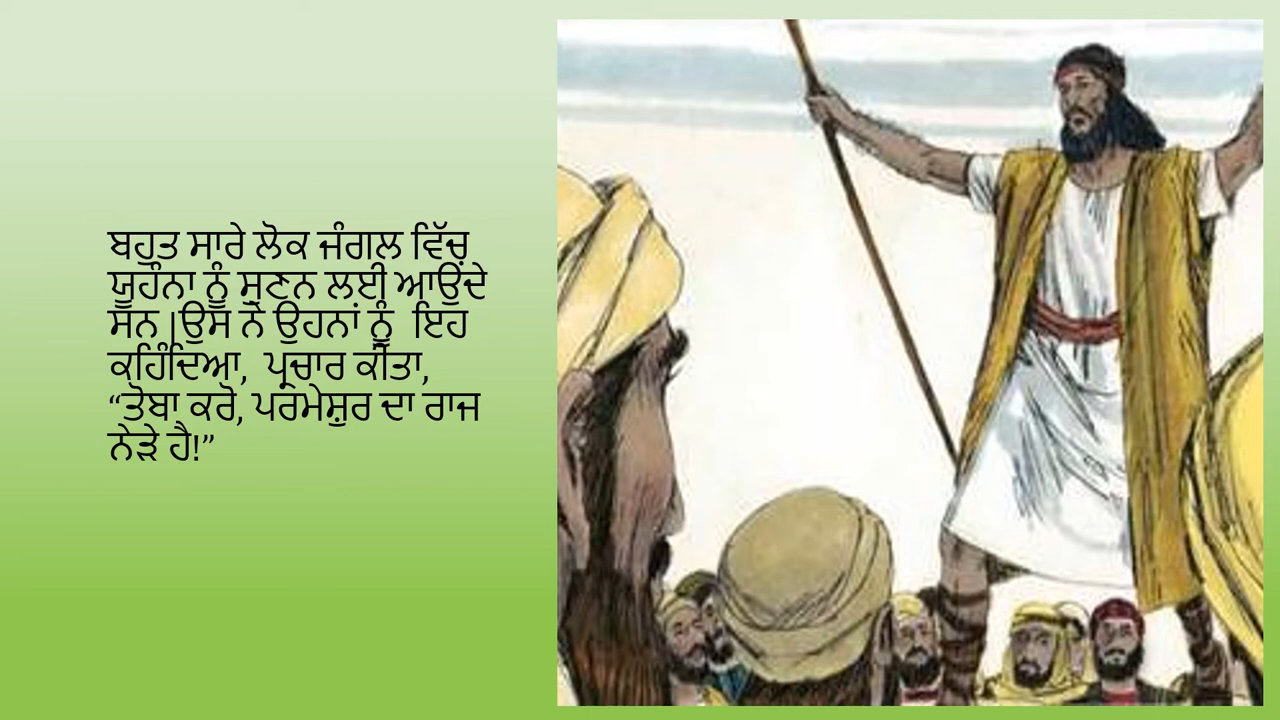 ਬਹੁਤ ਸਾਰੇ ਲੋਕ ਜੰਗਲ ਵਿੱਚ
ਯੂਹੰਨਾ ਨੂੰ ਸੁਣਨ ਲਈ ਆਉਂਦੇ
ਸਨ |ਉਸ ਨੇ ਉਹਨਾਂ ਨੂੰ  ਇਹ
ਕਹਿੰਦਿਆ,  ਪ੍ਰਚਾਰ ਕੀਤਾ,
“ਤੋਬਾ ਕਰੋ, ਪਰਮੇਸ਼ੁਰ ਦਾ ਰਾਜ
ਨੇੜੇ ਹੈ!”